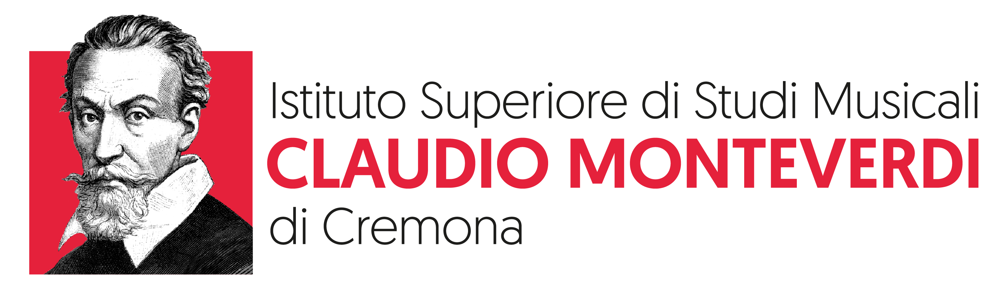 Istituto Superiore di Studi Musicali
CLAUDIO MONTEVERDI
di Cremona